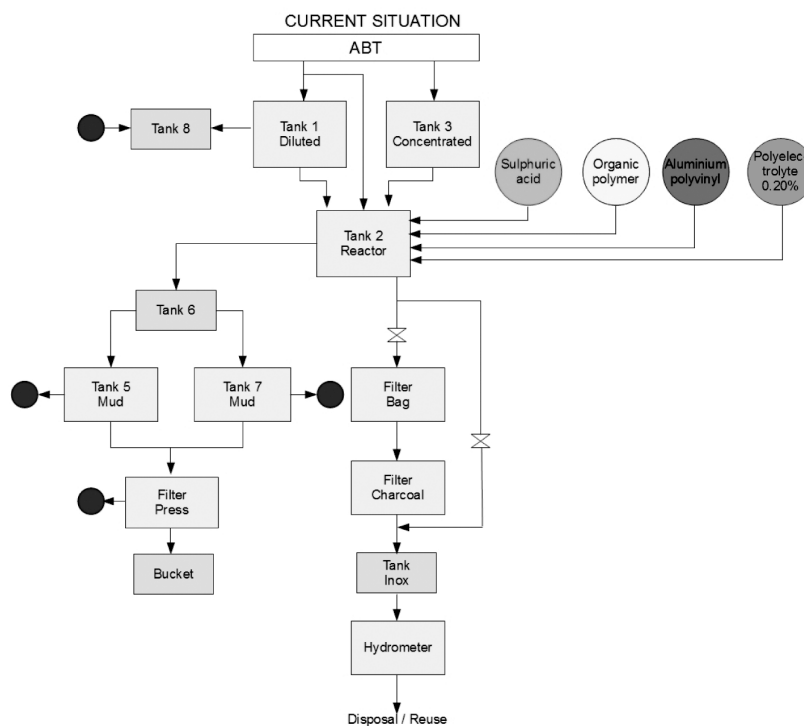 CURRENT SITUATION
ABT
Tank 8
Tank 1
Diluted
Tank 3
Concentrated
Sulphuric
acid
Organic
polymer
Aluminium
polyvinyl
Polyelec
trolyte
0.20%
Tank 2
Reactor
Tank 6
Tank 5
Mud
Tank 7
Mud
Filter
Bag
Filter
Press
Filter
Charcoal
Bucket
Tank
Inox
Hydrometer
Disposal / Reuse